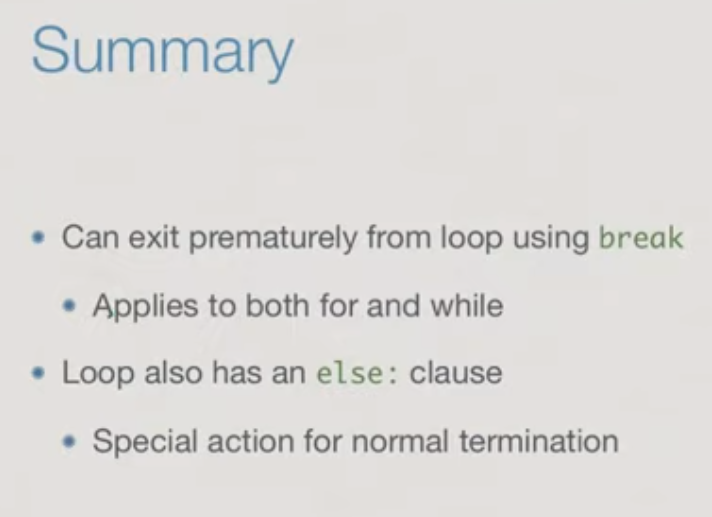 Summary
• Can exit prematurely from loop using break
• Applies to both for and while
• Loop also has an else: clause
• Special action for normal termination